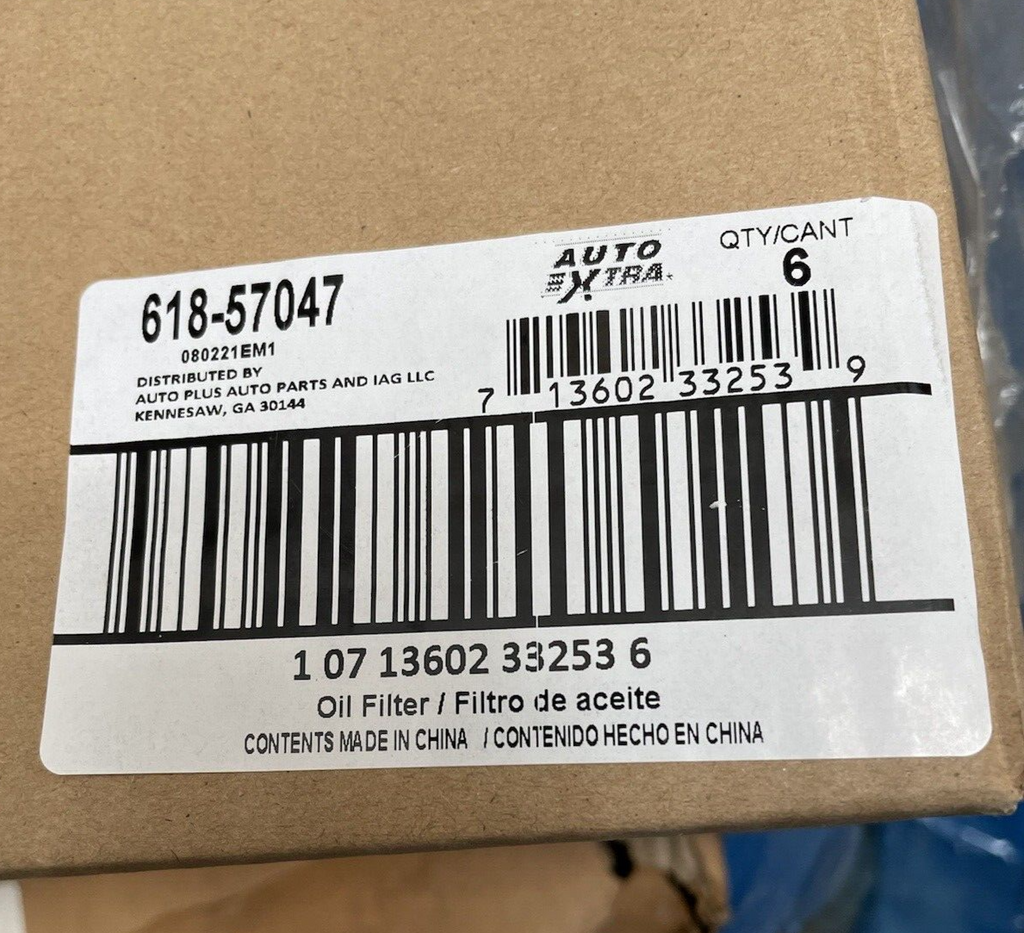 618-57047
080221EM1
DISTRIBUTED BY
AUTO PLUS AUTO PARTS AND IAG LLC
KENNESAW, GA 30144
AUTO
EXTRA
QTY/CANT
6
7 13602 33253 9
1 07 13602 33253 6
Oil Filter / Filtro de aceite
CONTENTS MADE IN CHINA / CONTENIDO HECHO EN CHINA